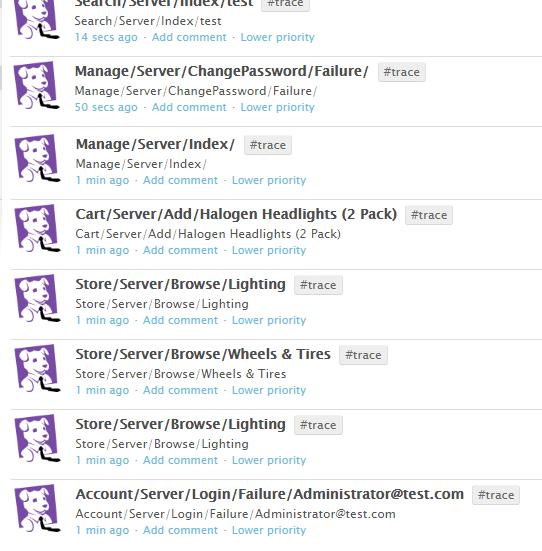 Search/Server/Index/test #trace
Search/Server/Index/test
14 secs ago · Add comment · Lower priority
Manage/Server/ChangePassword/Failure/ #trace
Manage/Server/ChangePassword/Failure/
50 secs ago · Add comment · Lower priority
Manage/Server/Index/ #trace
Manage/Server/Index/
1 min ago · Add comment · Lower priority
Cart/Server/Add/Halogen Headlights (2 Pack) #trace
Cart/Server/Add/Halogen Headlights (2 Pack)
1 min ago · Add comment · Lower priority
Store/Server/Browse/Lighting #trace
Store/Server/Browse/Lighting
1 min ago · Add comment · Lower priority
Store/Server/Browse/Wheels & Tires #trace
Store/Server/Browse/Wheels & Tires
1 min ago · Add comment · Lower priority
Store/Server/Browse/Lighting #trace
Store/Server/Browse/Lighting
1 min ago · Add comment · Lower priority
Account/Server/Login/Failure/Administrator@test.com #trace
Account/Server/Login/Failure/Administrator@test.com
1 min ago · Add comment · Lower priority